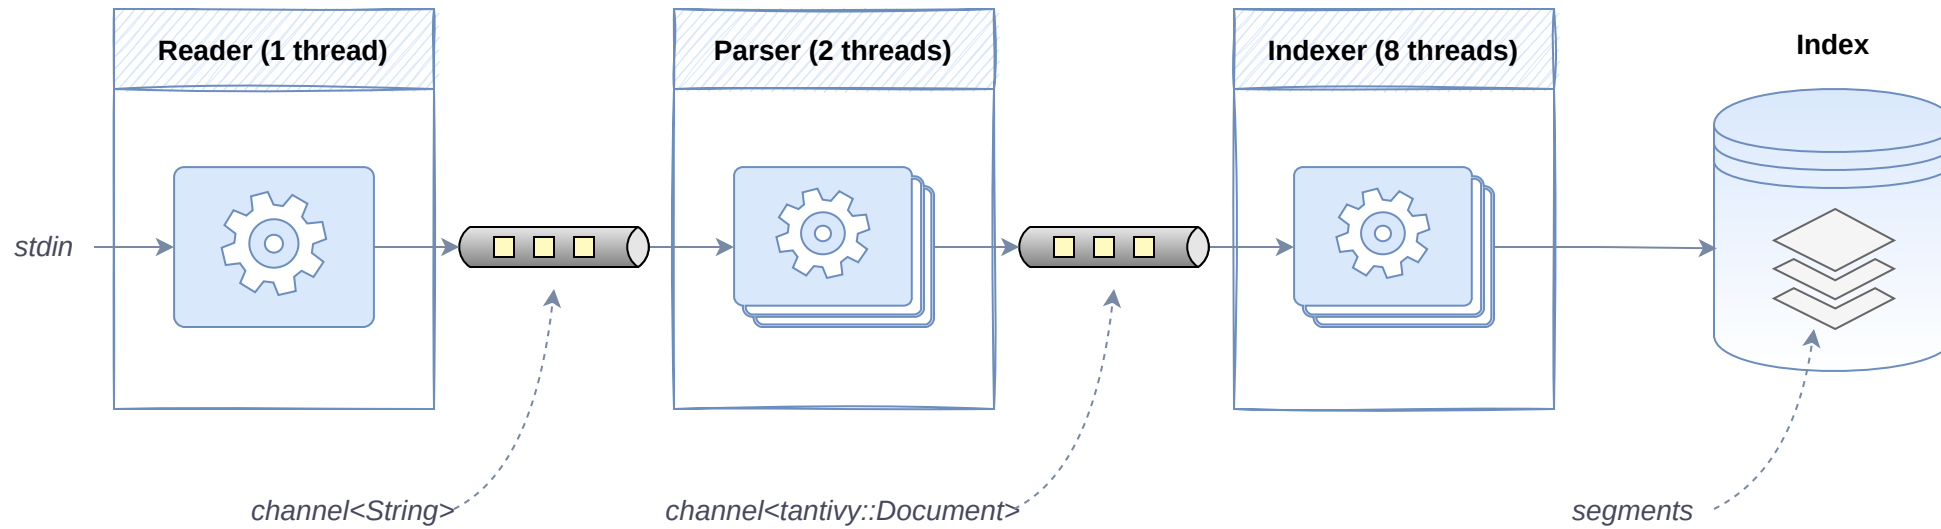 Reader (1 thread)
Parser (2 threads)
Indexer (8 threads)
Index
stdin
channel<String>
channel<tantivy::Document>
segments